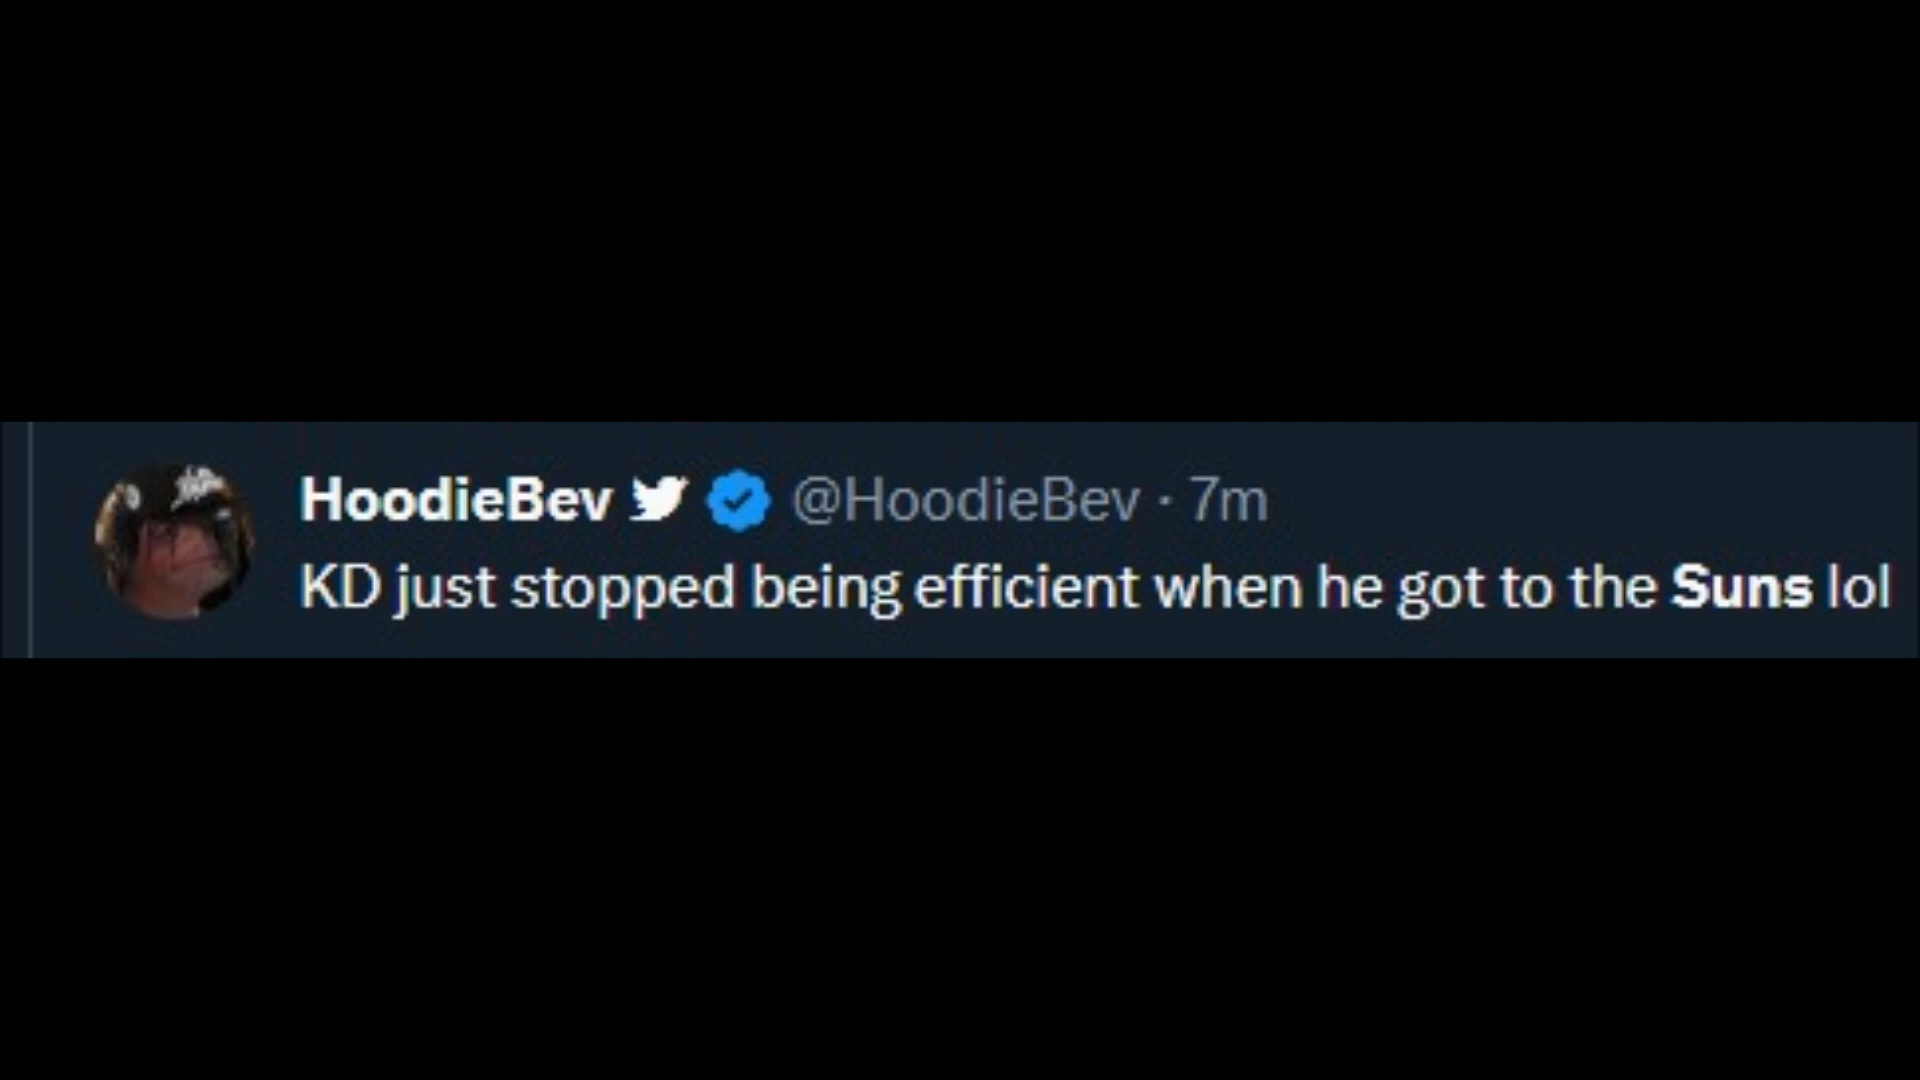 HoodieBev @HoodieBev · 7m
KD just stopped being efficient when he got to the Suns lol